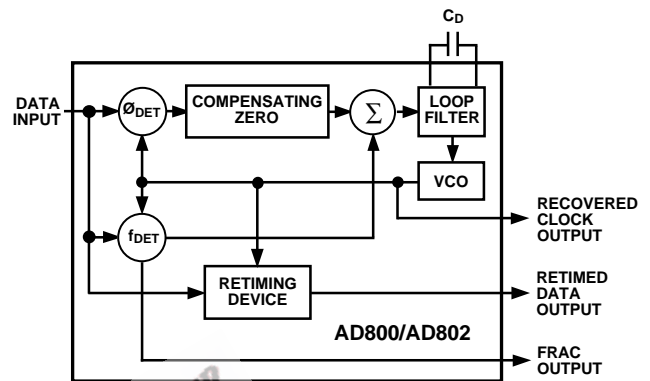 C_D
DATA
INPUT
Ø_DET
COMPENSATING
ZERO
Σ
LOOP
FILTER
VCO
RECOVERED
CLOCK
OUTPUT
f_DET
RETIMING
DEVICE
RETIMED
DATA
OUTPUT
AD800/AD802
FRAC
OUTPUT